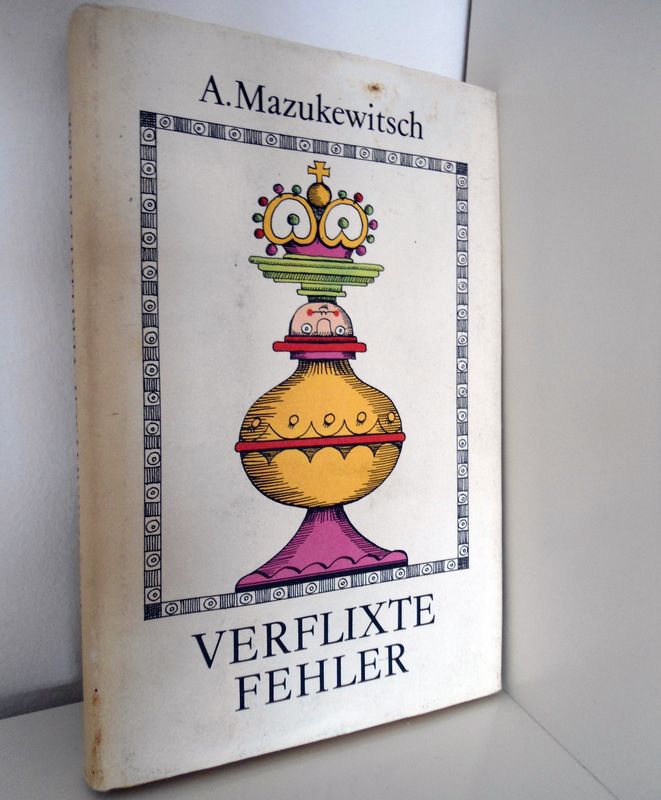 A. Mazukewitsch
VERFLIXTE
FEHLER